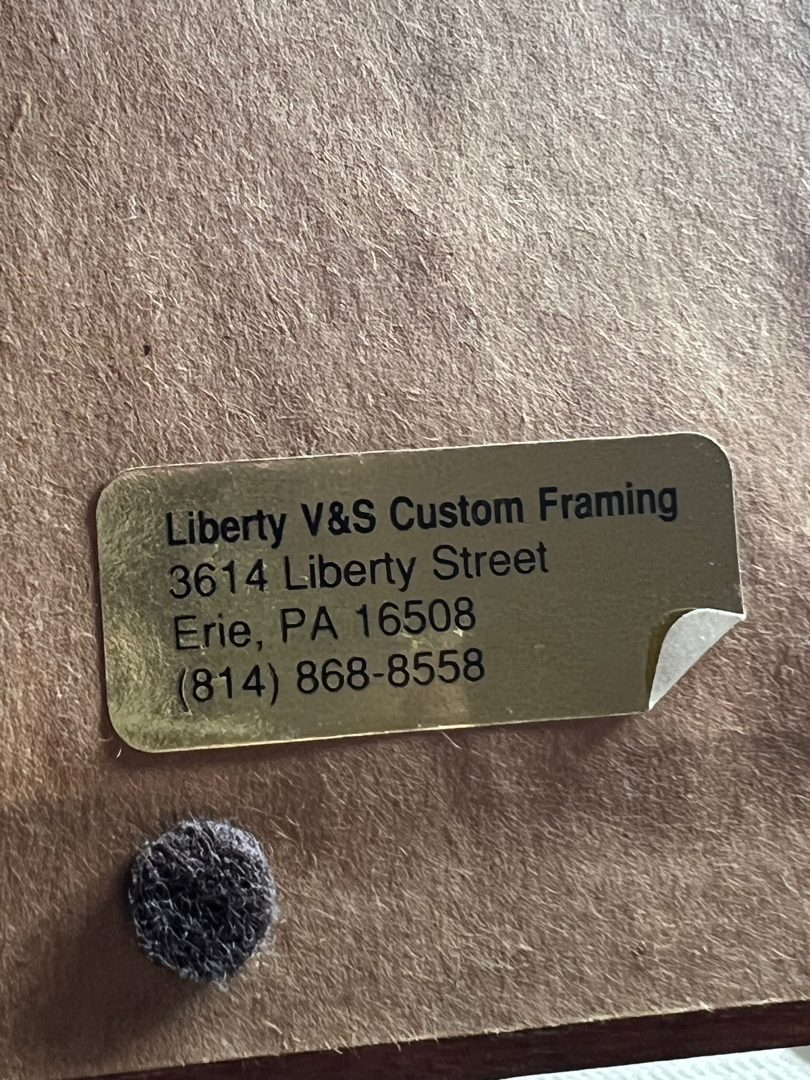 Liberty V&S Custom Framing
3614 Liberty Street
Erie, PA 16508
(814) 868-8558